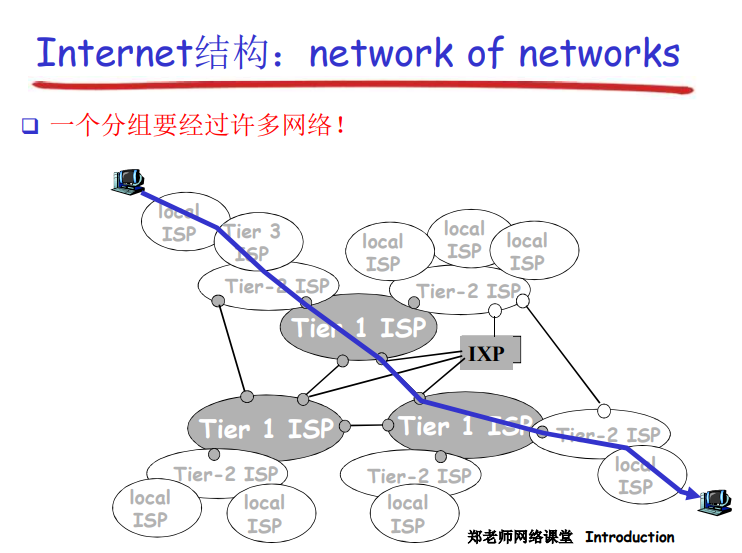 Internet结构：network of networks
一个分组要经过许多网络！
local
ISP
Tier 3
ISP
Tier-2 ISP
local
ISP
local
ISP
local
ISP
Tier-2 ISP
Tier 1 ISP
IXP
Tier 1 ISP
Tier 1 ISP
Tier-2 ISP
local
ISP
Tier-2 ISP
local
ISP
local
ISP
Tier-2 ISP
local
ISP
郑老师网络课堂 Introduction